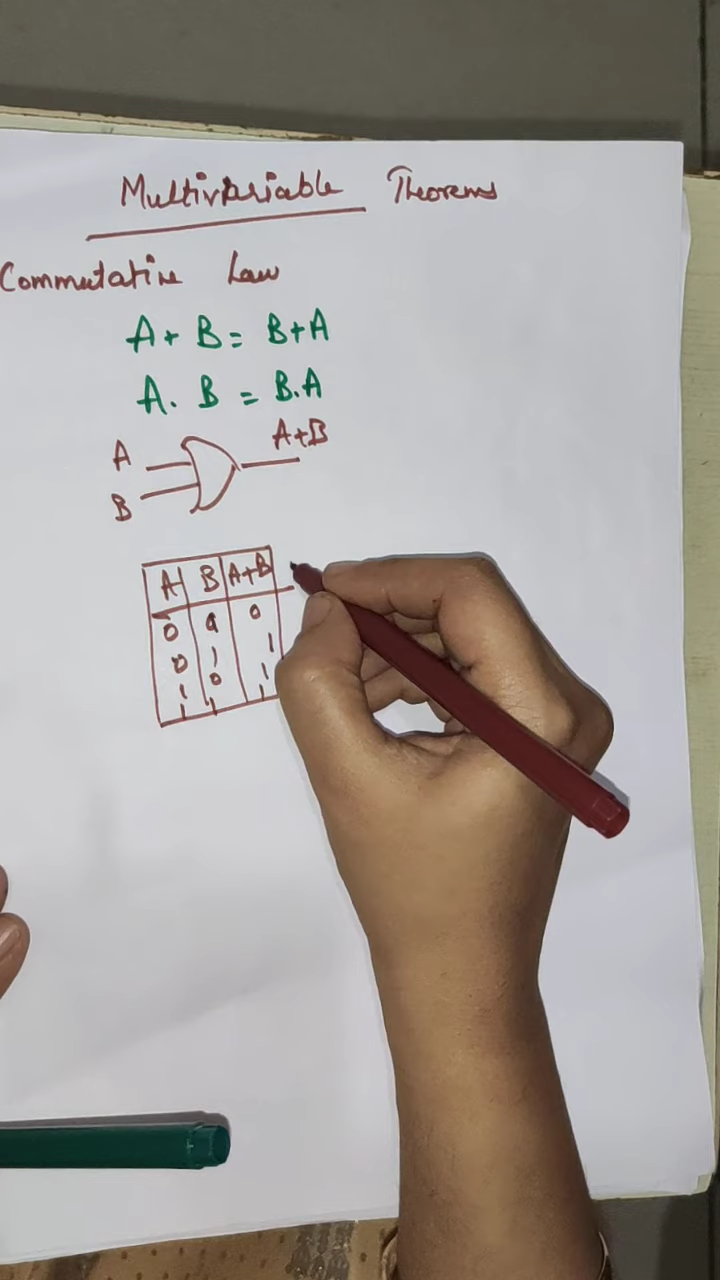 Multivariable Theorems
Commutative Law
A + B = B+A
A. B = B.A
A
A+B
B
A B A+B
0 0 0
0 1 1
1 0 1
1 1 1